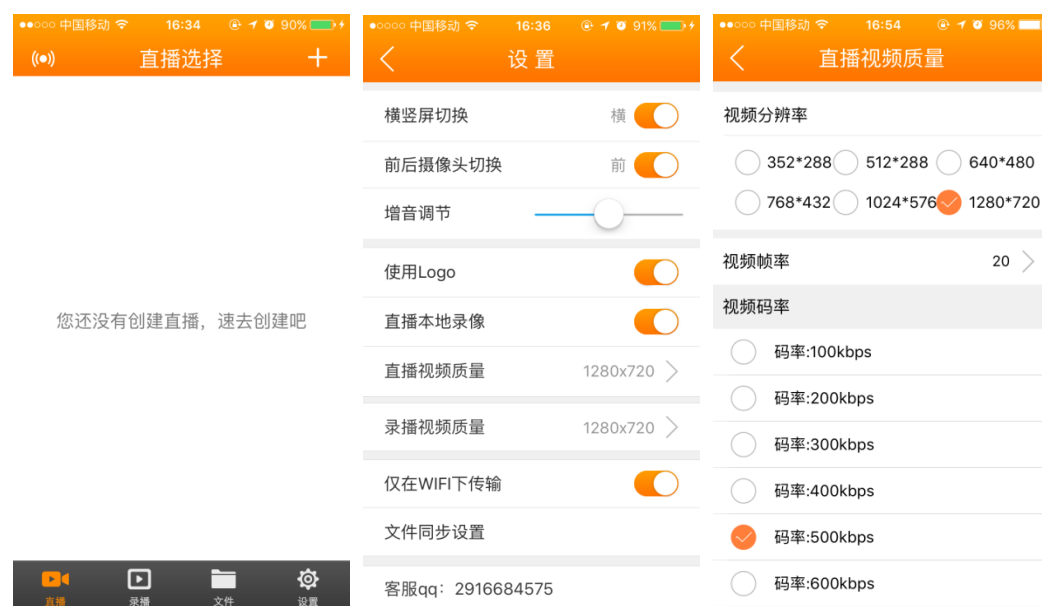 中国移动 16:34 90%
直播选择
您还没有创建直播，速去创建吧
直播 录播 文件 设置
中国移动 16:36 91%
设 置
横竖屏切换 横
前后摄像头切换 前
增音调节
使用Logo
直播本地录像
直播视频质量 1280x720
录播视频质量 1280x720
仅在WIFI下传输
文件同步设置
客服qq：2916684575
中国移动 16:54 96%
直播视频质量
视频分辨率
352*288 512*288 640*480
768*432 1024*576 1280*720
视频帧率 20
视频码率
码率:100kbps
码率:200kbps
码率:300kbps
码率:400kbps
码率:500kbps
码率:600kbps